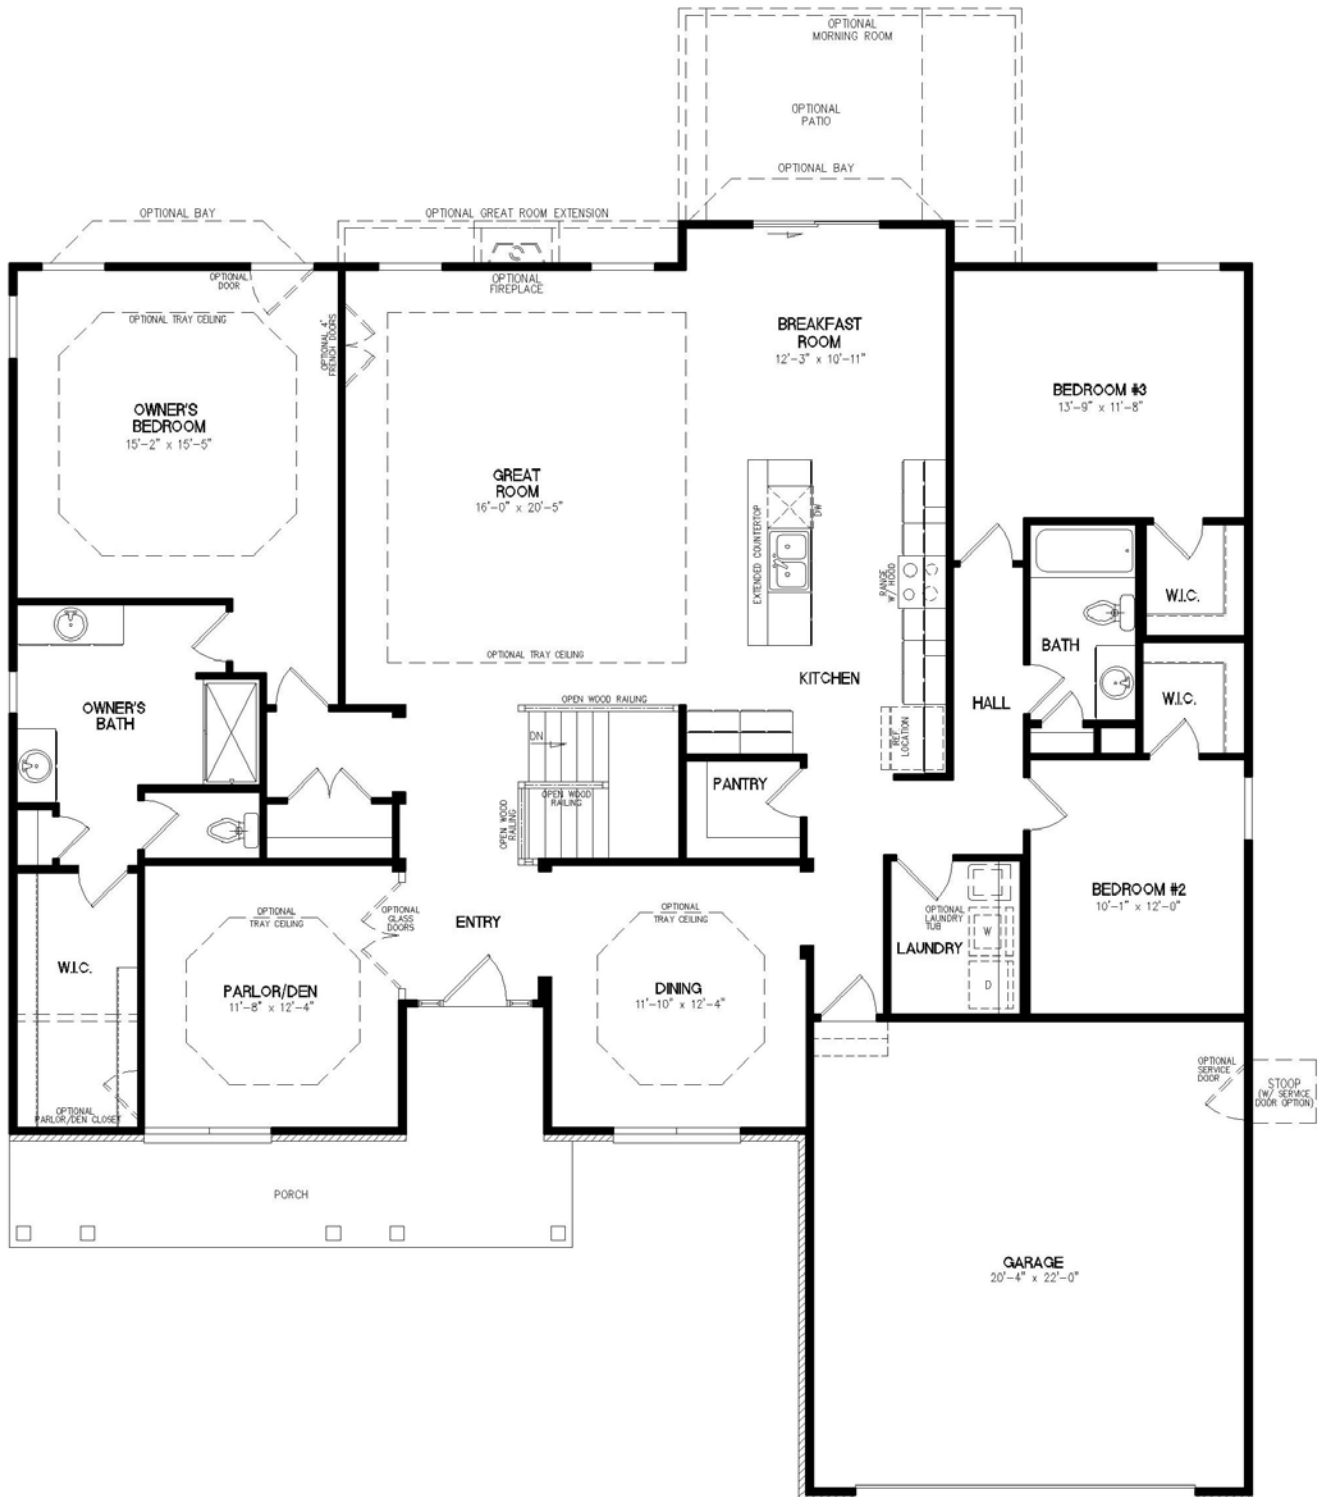 OPTIONAL
MORNING ROOM
OPTIONAL
PATIO
OPTIONAL BAY
OPTIONAL BAY
OPTIONAL GREAT ROOM EXTENSION
OPTIONAL
DOOR
OPTIONAL
FIREPLACE
OPTIONAL TRAY CEILING
OPTIONAL 4'
FRENCH DOORS
BREAKFAST
ROOM
12'-3" x 10'-11"
BEDROOM #3
13'-9" x 11'-8"
OWNER'S
BEDROOM
15'-2" x 15'-5"
GREAT
ROOM
16'-0" x 20'-5"
EXTENDED COUNTERTOP
DW
RANGE
W/ HOOD
W.I.C.
BATH
OPTIONAL TRAY CEILING
KITCHEN
OWNER'S
BATH
OPEN WOOD RAILING
HALL
W.I.C.
DN
REF
LOCATION
PANTRY
OPEN WOOD
RAILING
OPEN WOOD
RAILING
BEDROOM #2
10'-1" x 12'-0"
OPTIONAL
TRAY CEILING
OPTIONAL
GLASS
DOORS
ENTRY
OPTIONAL
TRAY CEILING
OPTIONAL
LAUNDRY
TUB
W
LAUNDRY
W.I.C.
PARLOR/DEN
11'-8" x 12'-4"
DINING
11'-10" x 12'-4"
D
OPTIONAL
SERVICE
DOOR
STOOP
(W/ SERVICE
DOOR OPTION)
OPTIONAL
PARLOR/DEN CLOSET
PORCH
GARAGE
20'-4" x 22'-0"